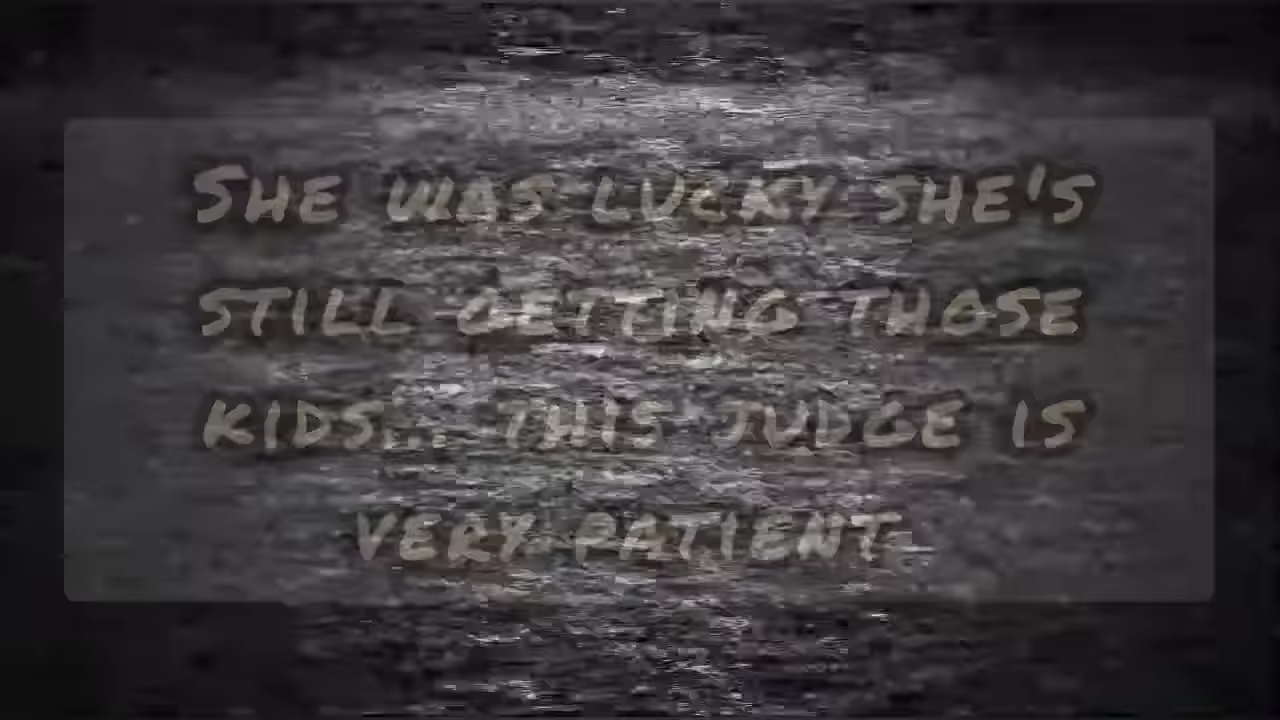 She was lucky she's
still getting those
kids... this judge is
very patient.